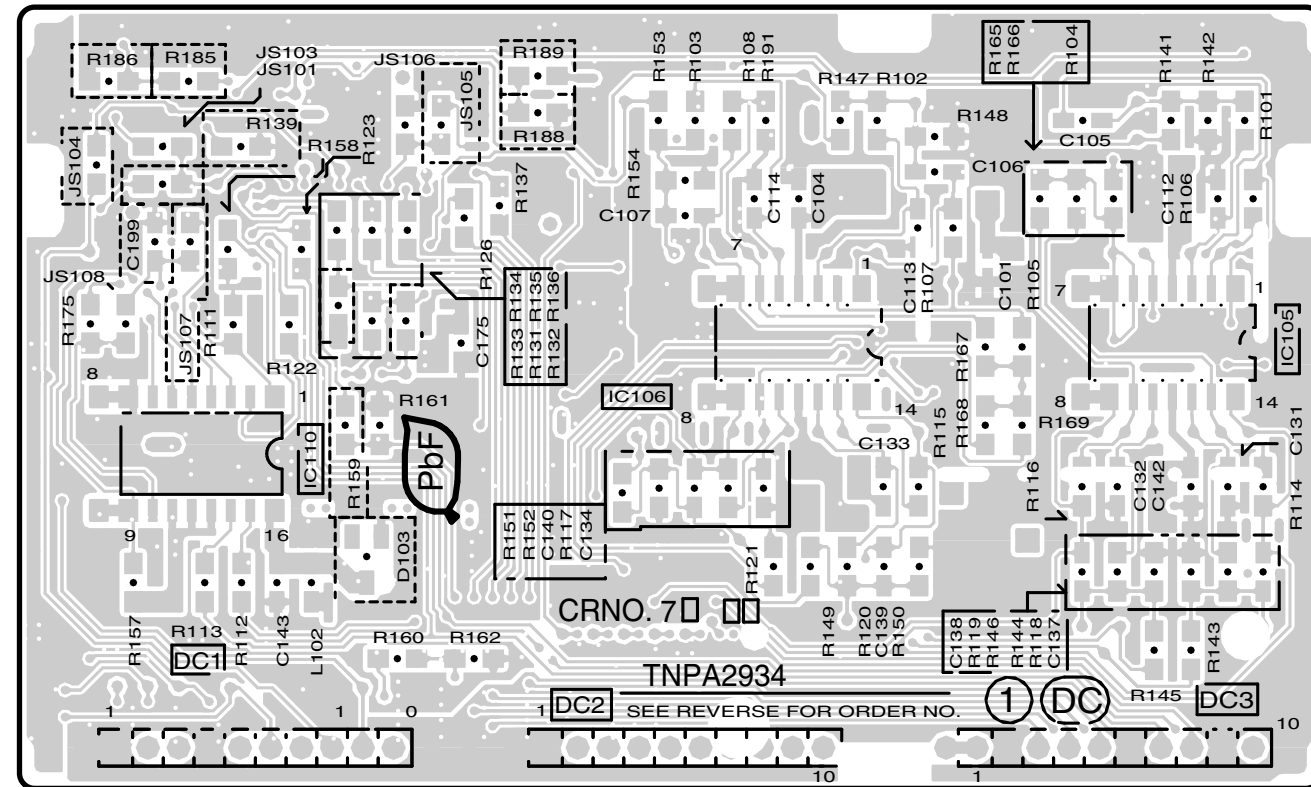 R186
R185
JS103
JS101
JS106
R189
R153
R103
R108
R191
R165
R166
R104
R141
R142
R147 R102
JS105
R139
R123
R188
R148
C105
R101
JS104
R158
R137
R154
C106
C107
C114
C104
C112
R106
C199
7
1
JS108
R126
R134
R135
R136
C113
R107
C101
R105
7
1
R175
JS107
R111
R122
C175
R133
R131
R132
R167
IC105
8
1
R161
IC106
8
14
R115
R168
R169
8
14
IC110
R159
PbF
C133
C131
R116
C132
C142
R114
9
16
D103
R151
R152
C140
R117
C134
R121
CRNO. 7
R157
R113
R112
C143
L102
R160
R162
R149
R120
C139
R150
C138
R119
R146
R144
R118
C137
R143
DC1
TNPA2934
R145
1
1
0
1
DC2
SEE REVERSE FOR ORDER NO.
1
DC
DC3
10
10
1